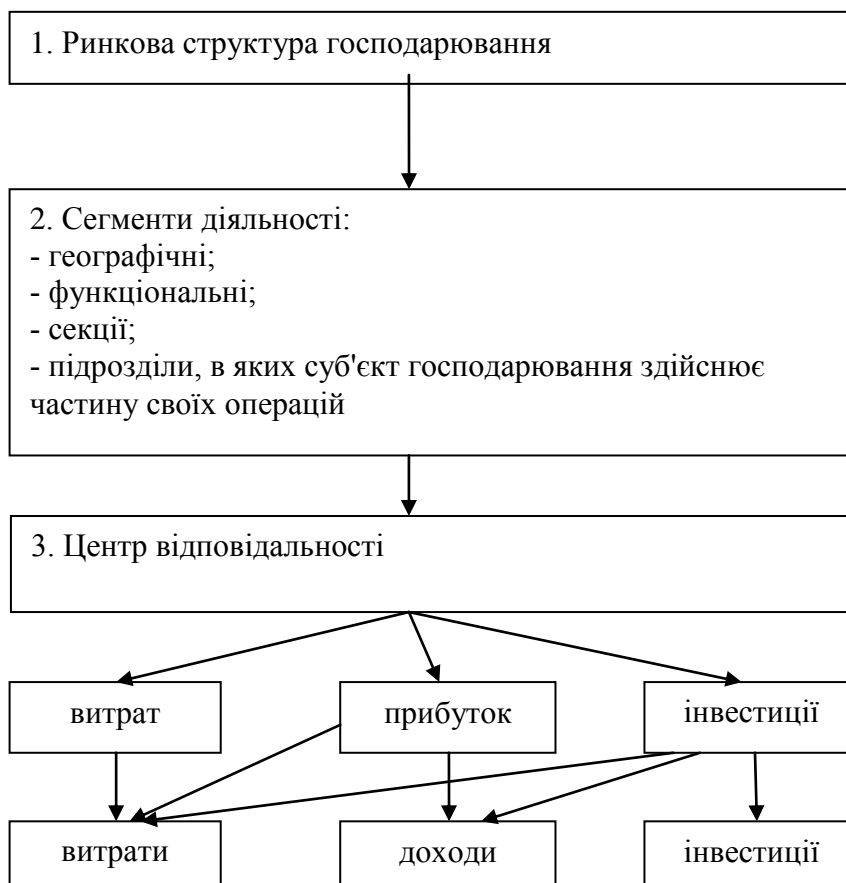 1. Ринкова структура господарювання
2. Сегменти діяльності:
- географічні;
- функціональні;
- секції;
- підрозділи, в яких суб'єкт господарювання здійснює
частину своїх операцій
3. Центр відповідальності
витрат
прибуток
інвестиції
витрати
доходи
інвестиції